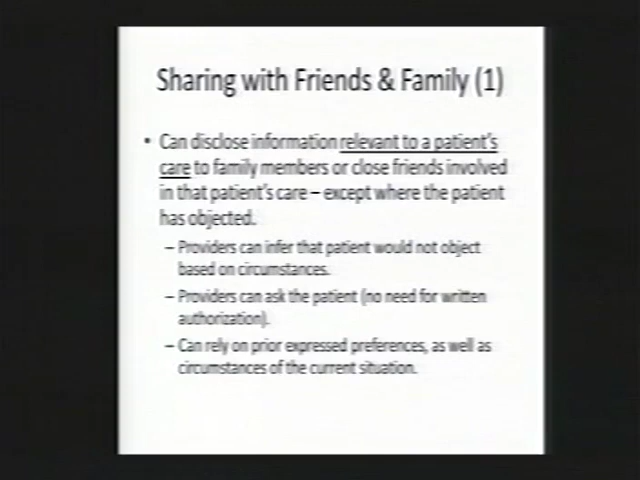 Sharing with Friends & Family (1)
• Can disclose information relevant to a patient's
care to family members or close friends involved
in that patient's care – except where the patient
has objected.
– Providers can infer that patient would not object
based on circumstances.
– Providers can ask the patient (no need for written
authorization).
– Can rely on prior expressed preferences, as well as
circumstances of the current situation.